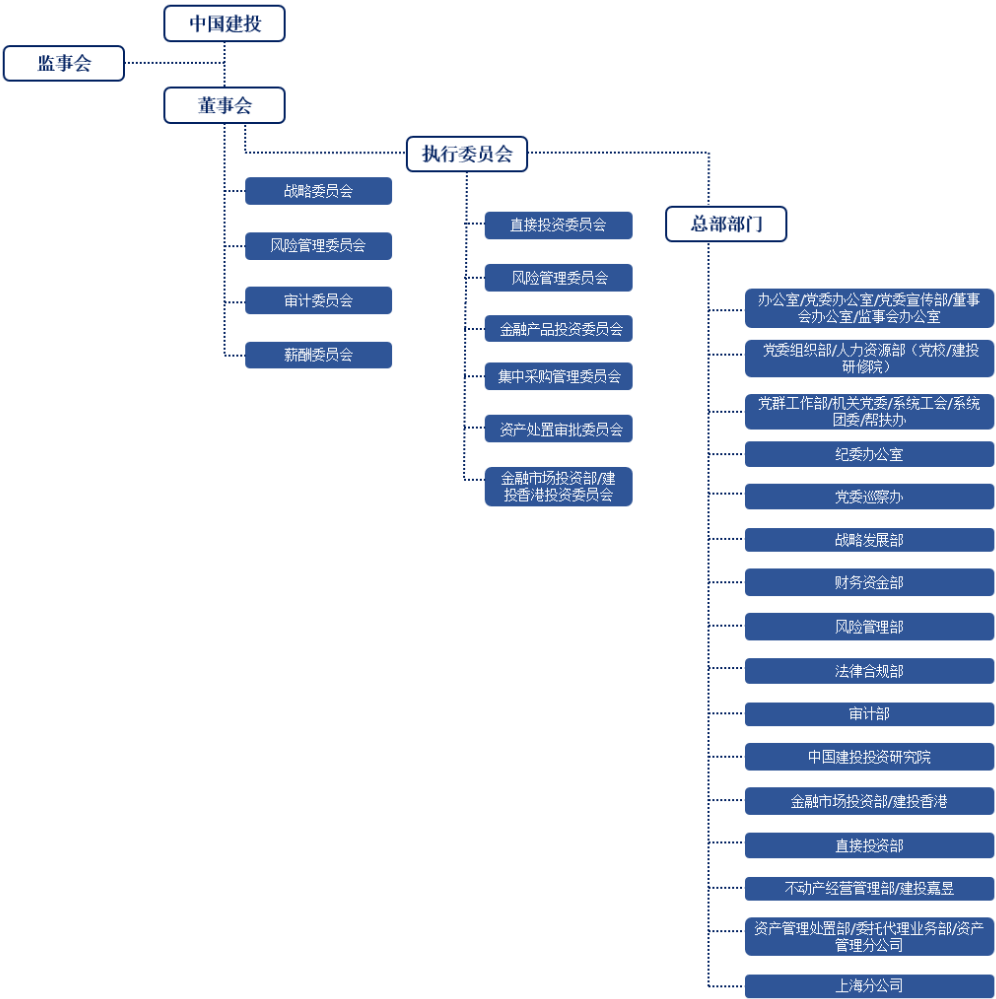 中国建投
监事会
董事会
执行委员会
总部部门
战略委员会
风险管理委员会
审计委员会
薪酬委员会
直接投资委员会
风险管理委员会
金融产品投资委员会
集中采购管理委员会
资产处置审批委员会
金融市场投资部/建
投香港投资委员会
办公室/党委办公室/党委宣传部/董事
会办公室/监事会办公室
党委组织部/人力资源部（党校/建投
研修院）
党群工作部/机关党委/系统工会/系统
团委/帮扶办
纪委办公室
党委巡察办
战略发展部
财务资金部
风险管理部
法律合规部
审计部
中国建投投资研究院
金融市场投资部/建投香港
直接投资部
不动产经营管理部/建投嘉昱
资产管理处置部/委托代理业务部/资产
管理分公司
上海分公司